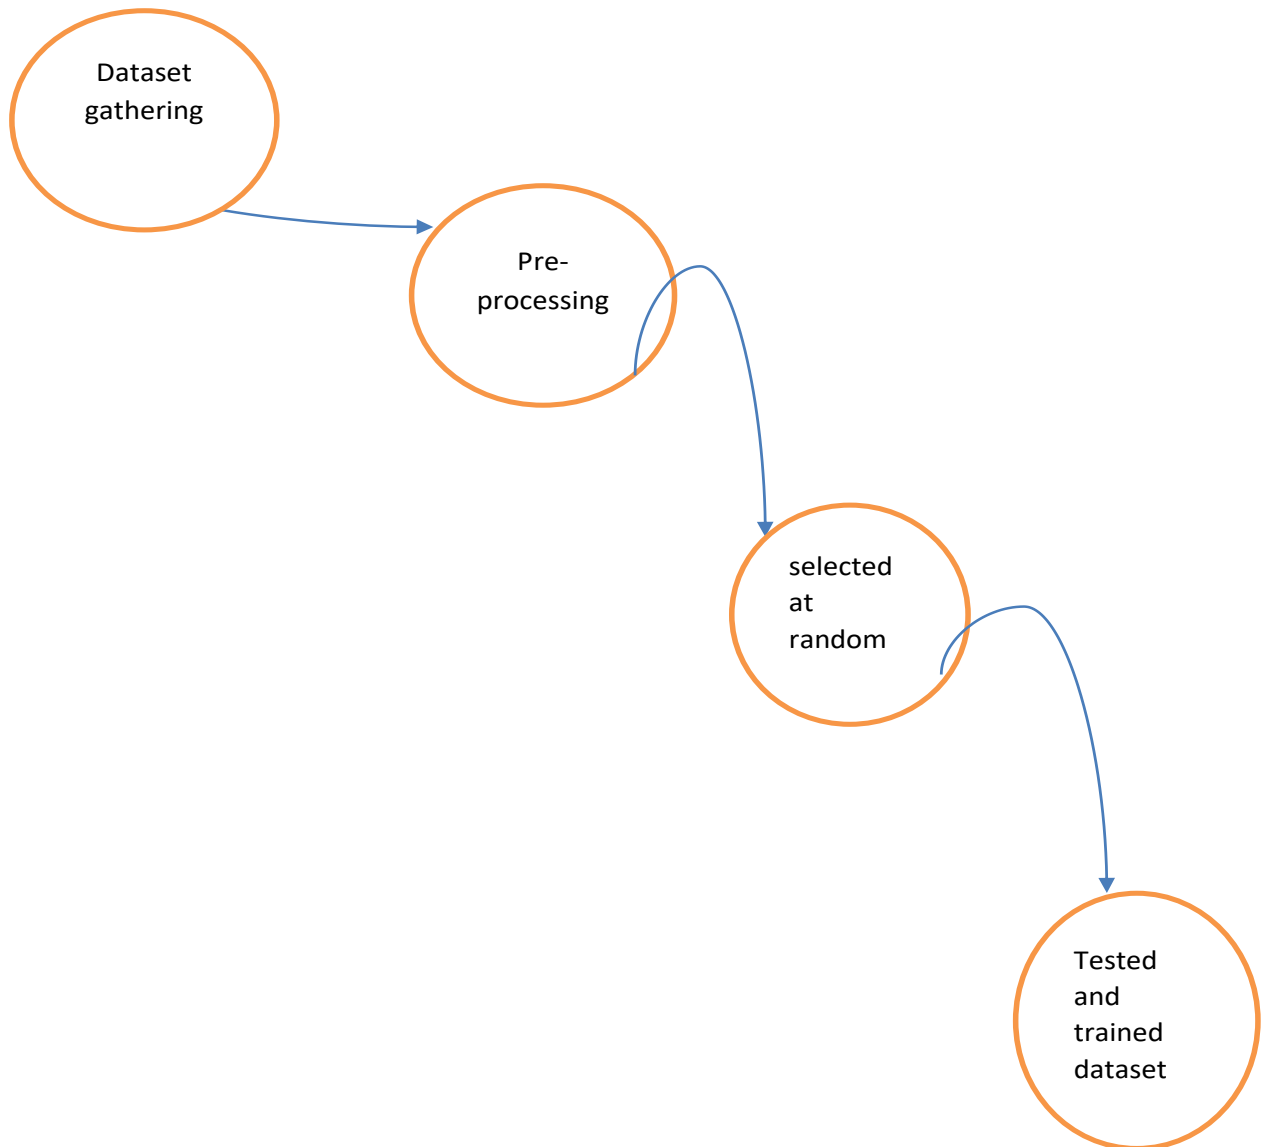 Dataset
gathering
Pre-
processing
selected
at
random
Tested
and
trained
dataset